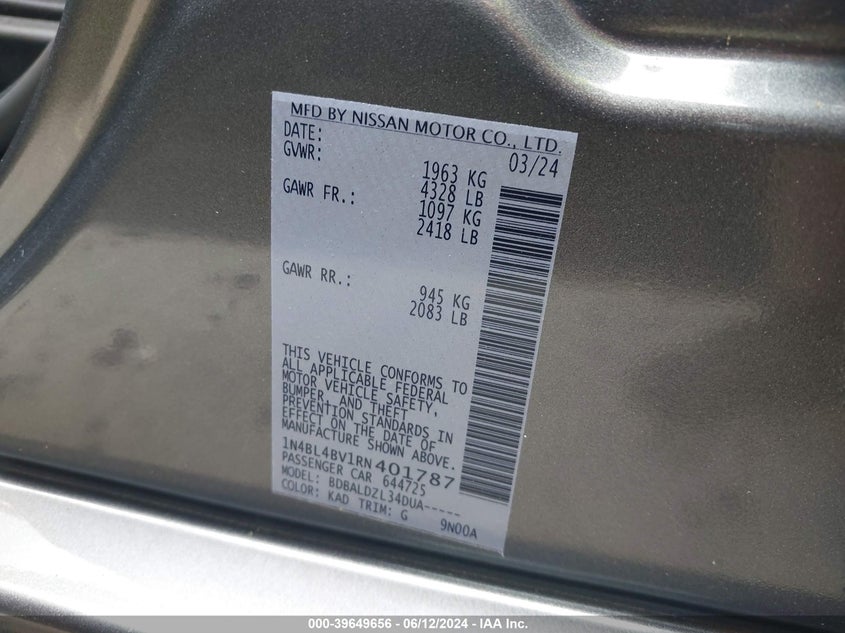 MFD BY NISSAN MOTOR CO., LTD.
DATE: 03/24
GVWR: 1963 KG
4328 LB
GAWR FR.: 1097 KG
2418 LB
GAWR RR.: 945 KG
2083 LB
THIS VEHICLE CONFORMS TO
ALL APPLICABLE FEDERAL
MOTOR VEHICLE SAFETY,
BUMPER, AND THEFT
PREVENTION STANDARDS IN
EFFECT ON THE DATE OF
MANUFACTURE SHOWN ABOVE.
1N4BL4BV1RN401787
PASSENGER CAR 644725
MODEL: BDBALDZL34DUA-----
COLOR: KAD TRIM: G 9N00A
000-39649656 - 06/12/2024 - IAA Inc.